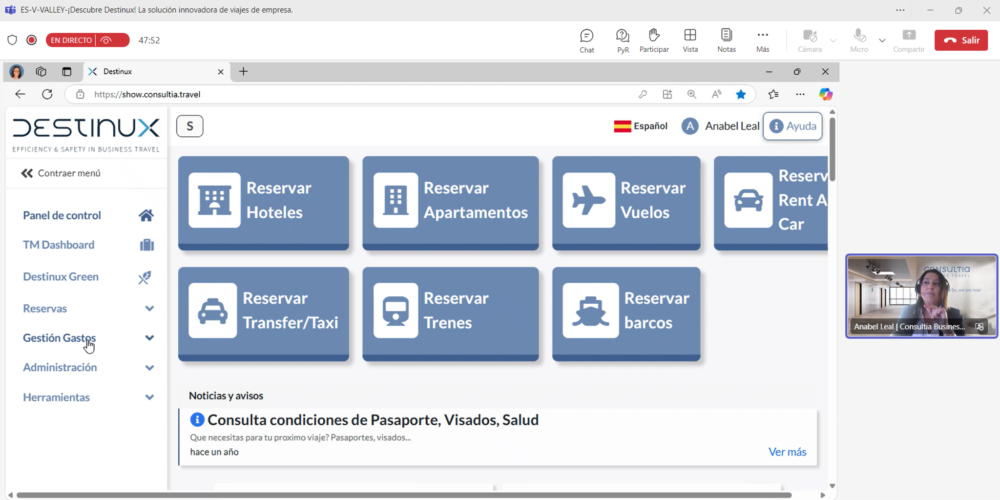 ES-V-VALLEY-¡Descubre Destinux! La solución innovadora de viajes de empresa.
EN DIRECTO
47:52
Chat
PyR
Participar
Vista
Notas
Más
Cámara
Micro
Compartir
Salir
Destinux
https://show.consultia.travel
DESTINUX
EFFICIENCY & SAFETY IN BUSINESS TRAVEL
S
Español
A
Anabel Leal
Ayuda
Contraer menú
Panel de control
TM Dashboard
Destinux Green
Reservas
Gestión Gastos
Administración
Herramientas
Reservar
Hoteles
Reservar
Apartamentos
Reservar
Vuelos
Reserv
Rent A
Car
Reservar
Transfer/Taxi
Reservar
Trenes
Reservar
barcos
Noticias y avisos
Consulta condiciones de Pasaporte, Visados, Salud
Que necesitas para tu proximo viaje? Pasaportes, visados...
hace un año
Ver más
CONSULTIA
SS TRAVEL
e far, we are near
Anabel Leal | Consultia Busines...